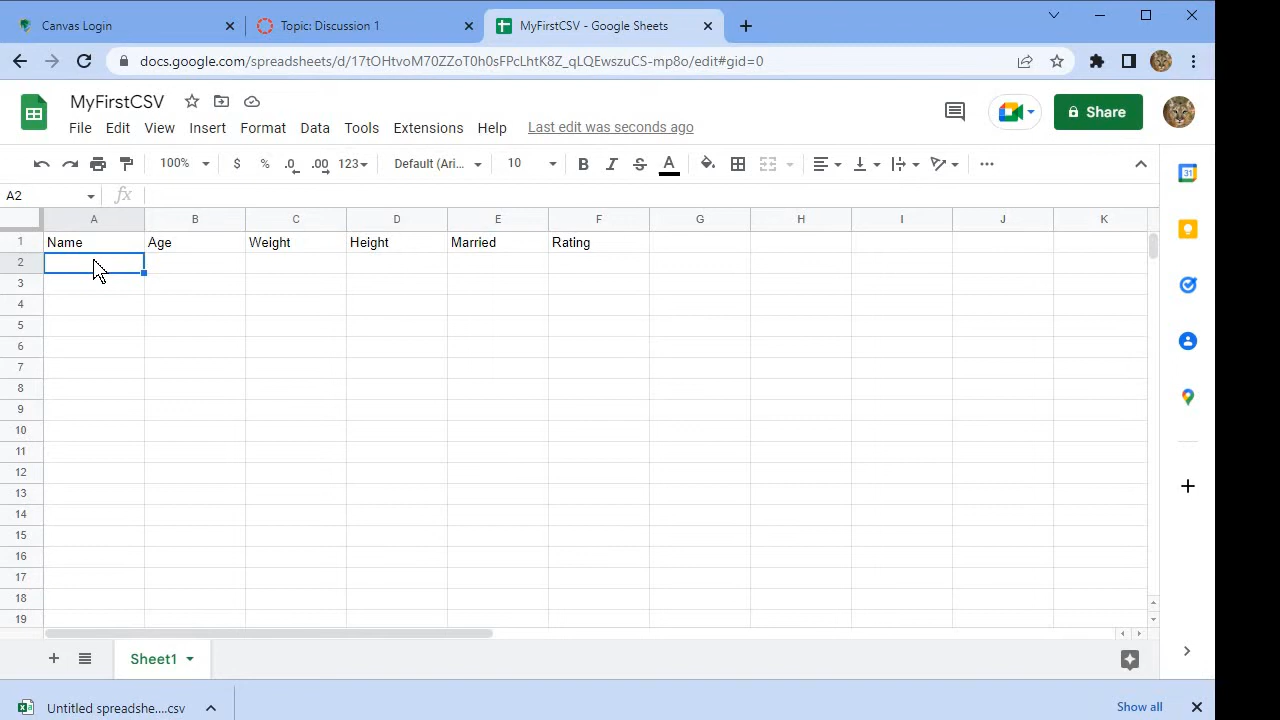 Canvas Login
Topic: Discussion 1
MyFirstCSV - Google Sheets
docs.google.com/spreadsheets/d/17tOHtvoM70ZZoT0h0sFPcLhtK8Z_qLQEwszuCS-mp8o/edit#gid=0
MyFirstCSV
Share
File Edit View Insert Format Data Tools Extensions Help Last edit was seconds ago
100% $ % .0 .00 123 Default (Ari... 10 B I S A ...
A2 fx
A B C D E F G H I J K
1 Name Age Weight Height Married Rating
2
3
4
5
6
7
8
9
10
11
12
13
14
15
16
17
18
19
31
Sheet1
Untitled spreadshe....csv
Show all